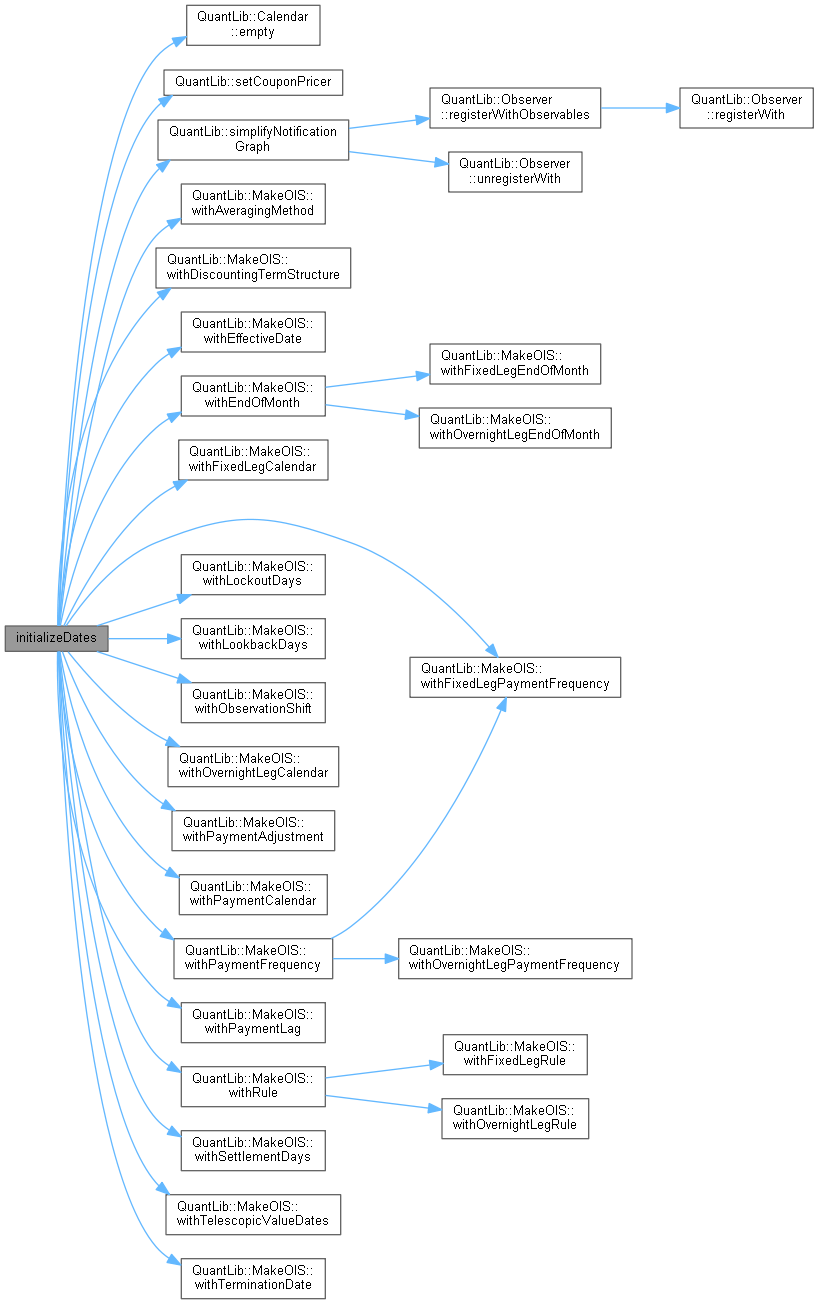 QuantLib::Calendar
::empty
QuantLib::setCouponPricer
QuantLib::simplifyNotification
Graph
QuantLib::Observer
::registerWithObservables
QuantLib::Observer
::registerWith
QuantLib::Observer
::unregisterWith
QuantLib::MakeOIS::
withAveragingMethod
QuantLib::MakeOIS::
withDiscountingTermStructure
QuantLib::MakeOIS::
withEffectiveDate
QuantLib::MakeOIS::
withEndOfMonth
QuantLib::MakeOIS::
withFixedLegEndOfMonth
QuantLib::MakeOIS::
withOvernightLegEndOfMonth
QuantLib::MakeOIS::
withFixedLegCalendar
QuantLib::MakeOIS::
withLockoutDays
initializeDates
QuantLib::MakeOIS::
withLookbackDays
QuantLib::MakeOIS::
withFixedLegPaymentFrequency
QuantLib::MakeOIS::
withObservationShift
QuantLib::MakeOIS::
withOvernightLegCalendar
QuantLib::MakeOIS::
withPaymentAdjustment
QuantLib::MakeOIS::
withPaymentCalendar
QuantLib::MakeOIS::
withPaymentFrequency
QuantLib::MakeOIS::
withOvernightLegPaymentFrequency
QuantLib::MakeOIS::
withPaymentLag
QuantLib::MakeOIS::
withRule
QuantLib::MakeOIS::
withFixedLegRule
QuantLib::MakeOIS::
withOvernightLegRule
QuantLib::MakeOIS::
withSettlementDays
QuantLib::MakeOIS::
withTelescopicValueDates
QuantLib::MakeOIS::
withTerminationDate